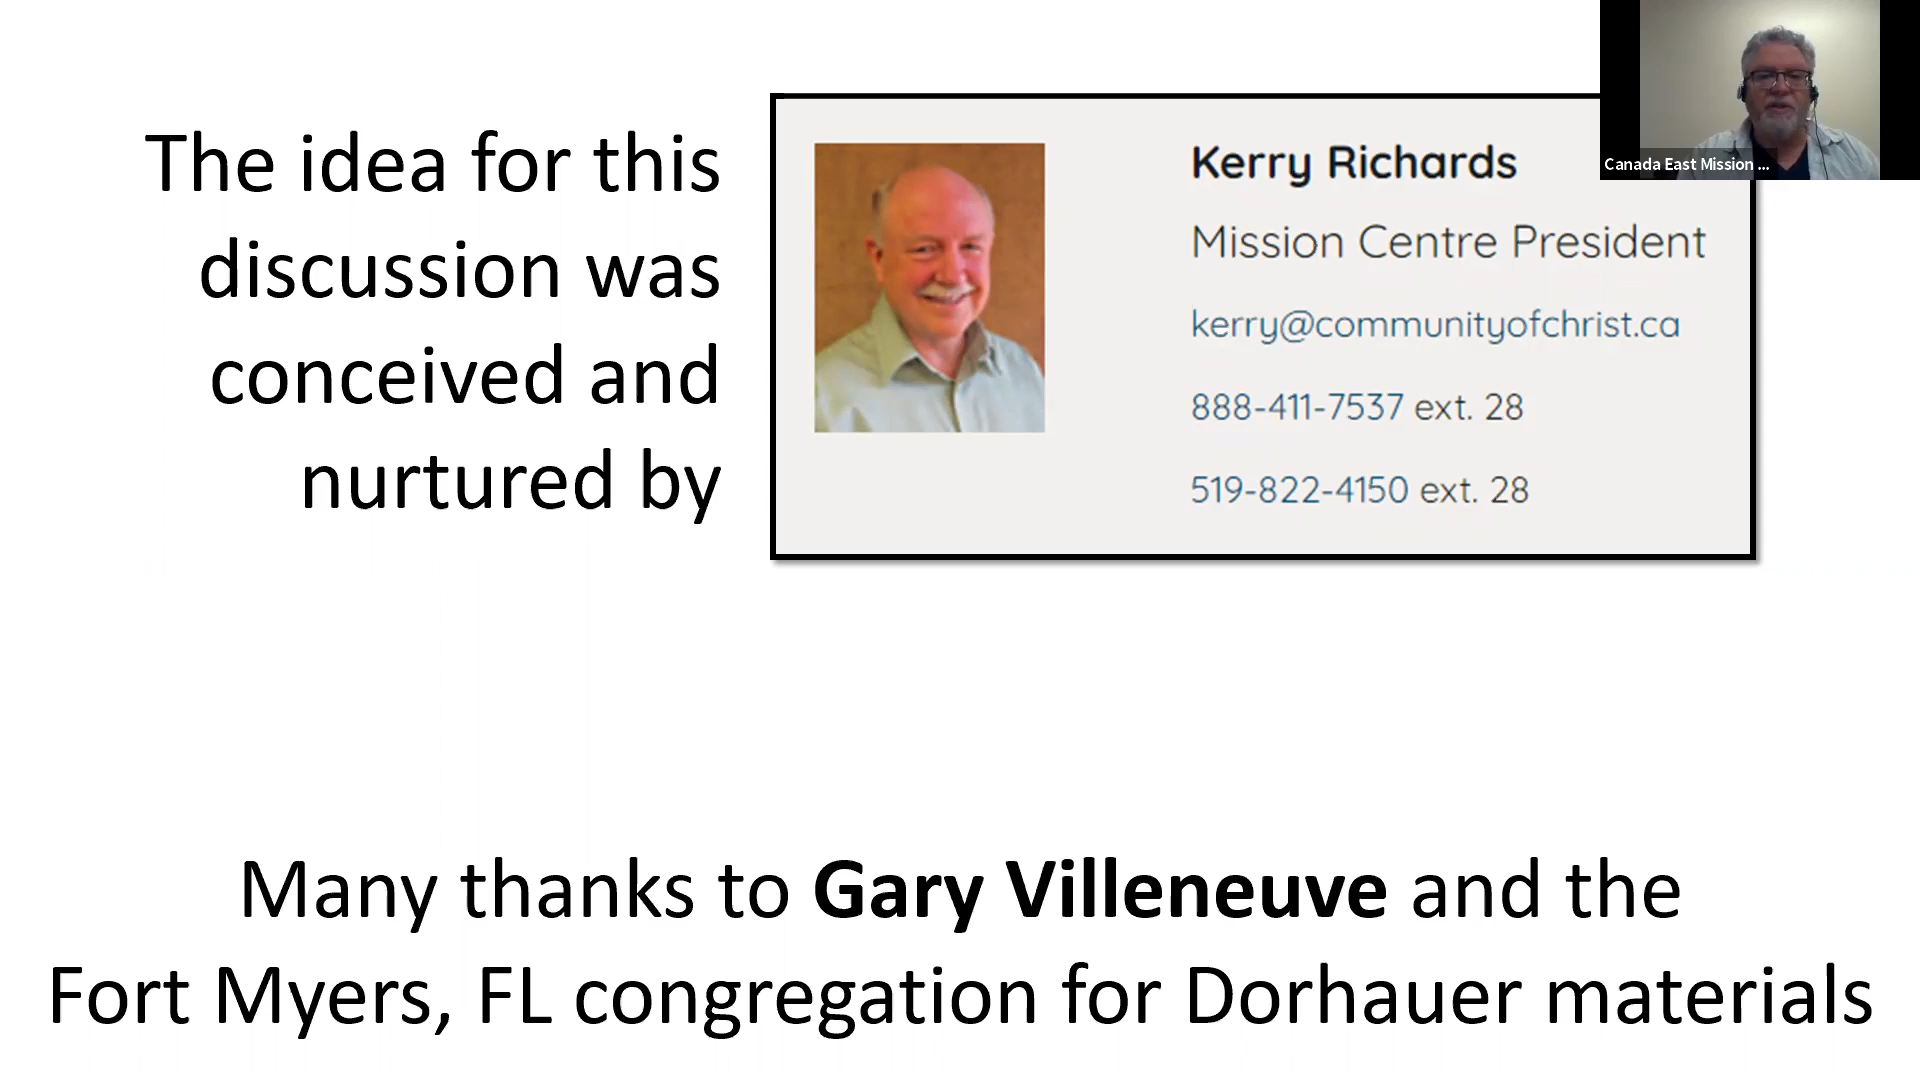 The idea for this
discussion was
conceived and
nurtured by
Kerry Richards
Mission Centre President
kerry@communityofchrist.ca
888-411-7537 ext. 28
519-822-4150 ext. 28
Canada East Mission ...
Many thanks to Gary Villeneuve and the
Fort Myers, FL congregation for Dorhauer materials